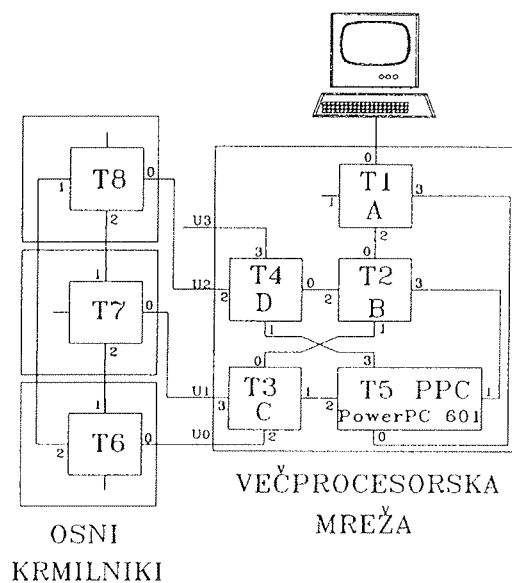 0
T1
1
3
A
2
0
T8
1
0
2
U3
3
U2
T4
2
0
D
1
T2
2
3
B
1
1
T7
0
2
U1
0
T3
3
1
C
2
3
T5 PPC
2
1
PowerPC 601
0
1
T6
2
0
U0
VEČPROCESORSKA
MREŽA
OSNI
KRMILNIKI